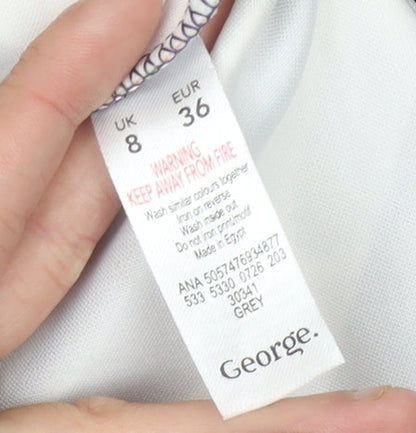 UK EUR
8 36
WARNING
KEEP AWAY FROM FIRE
Wash similar colours together
Iron on reverse
Wash inside out
Do not iron print/motif
Made in Egypt
ANA 5057476934877
533 5330 0726 203
30341
GREY
George.